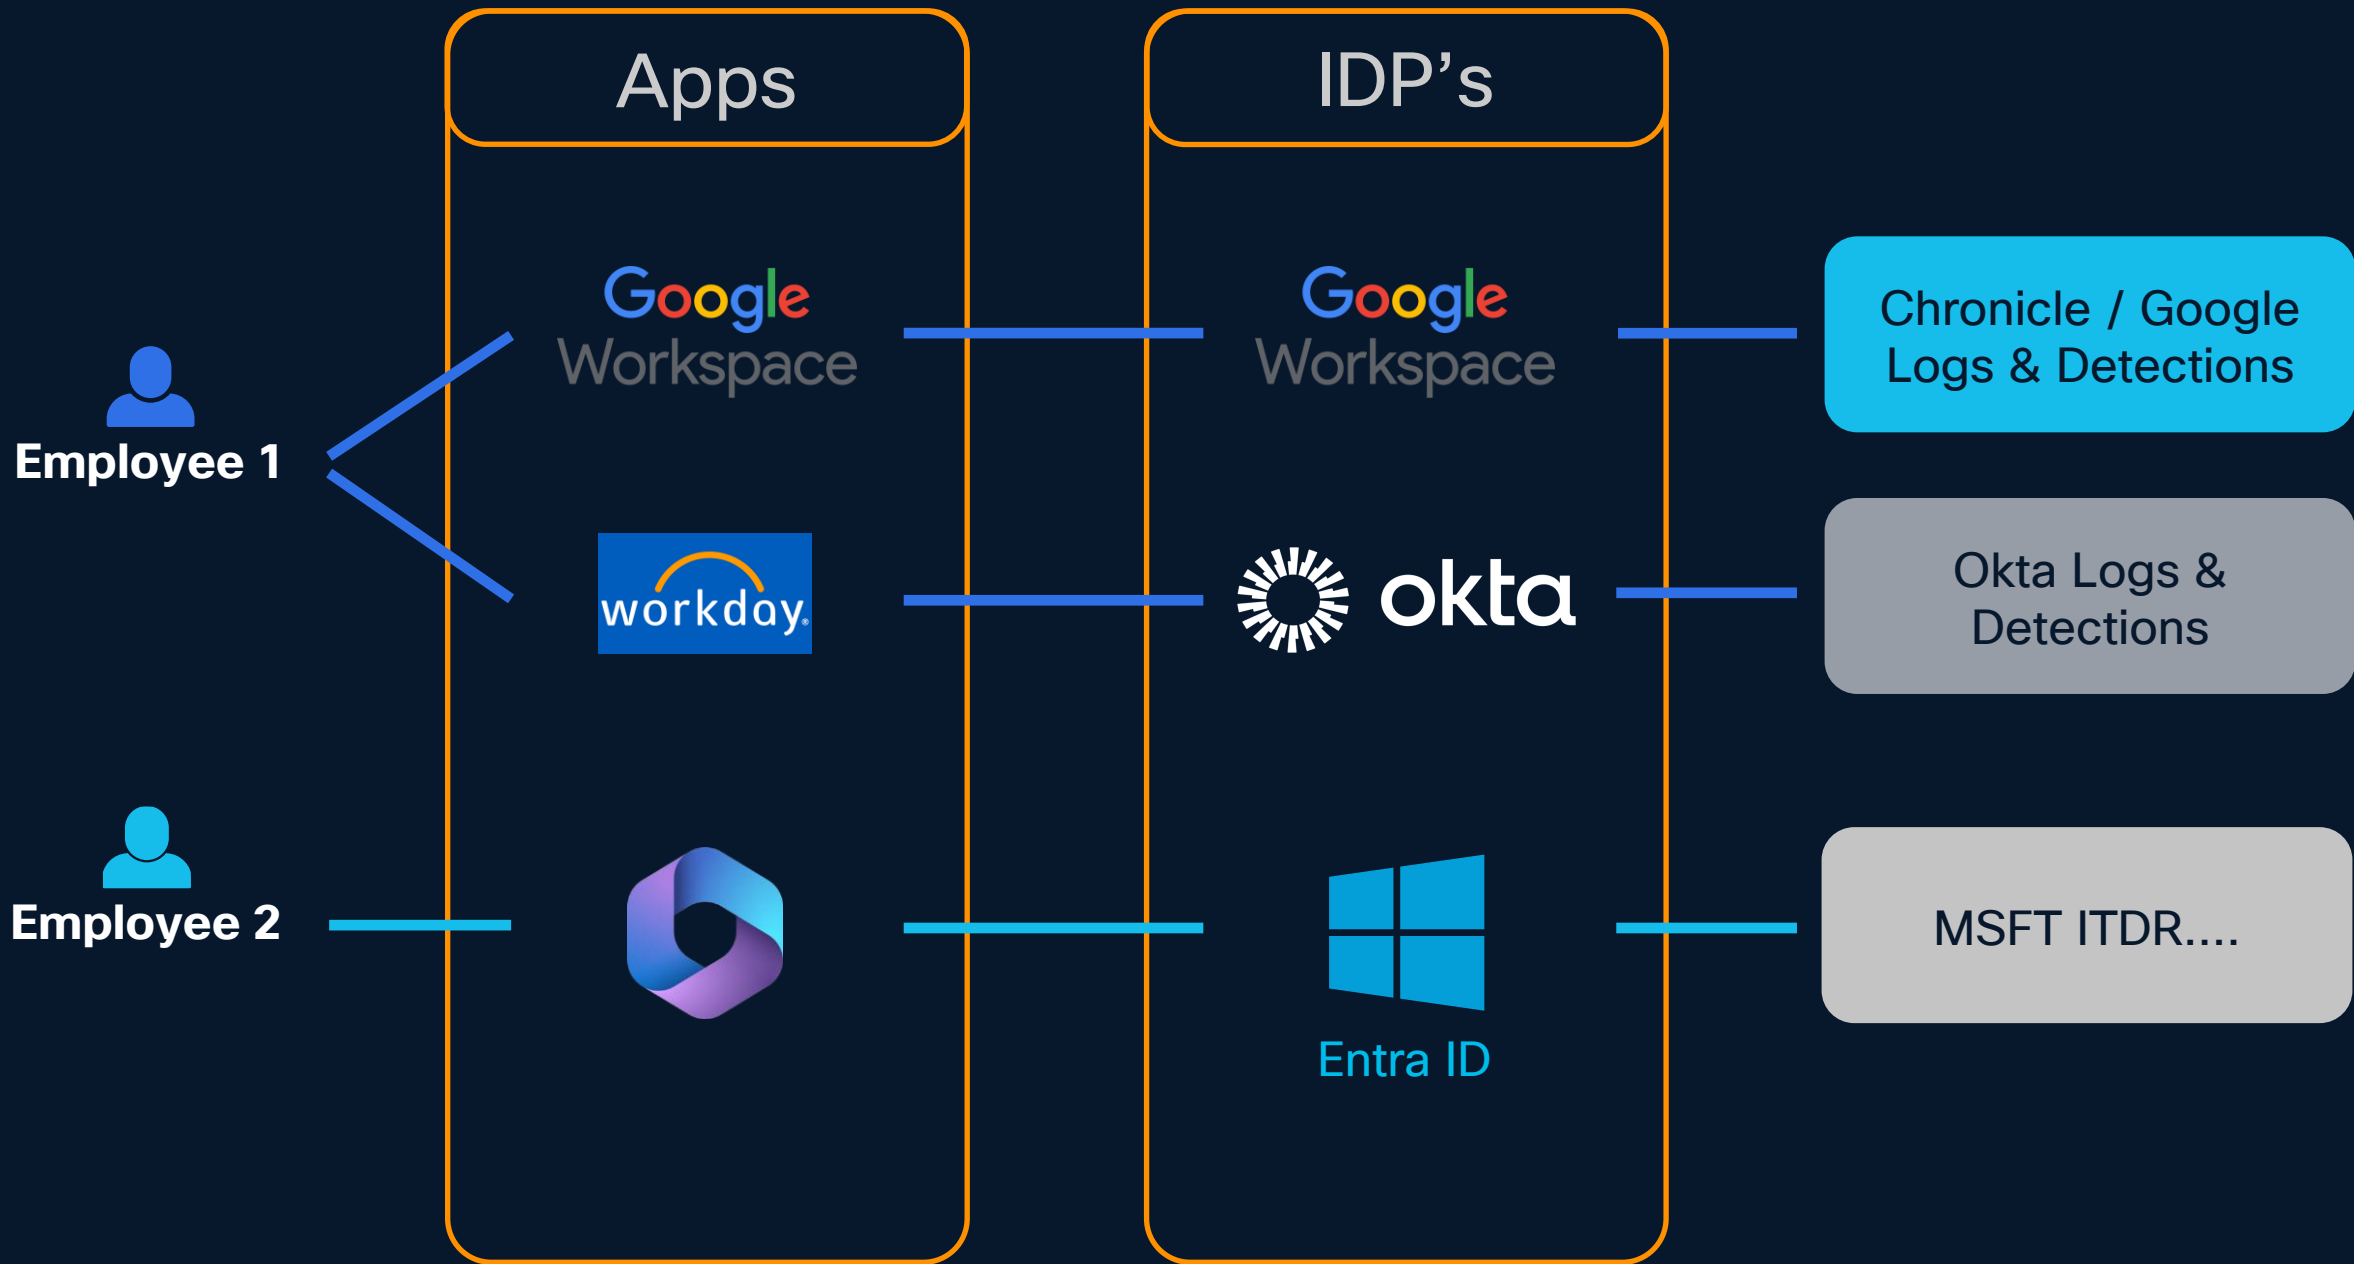 Apps
IDP's
Google
Workspace
Google
Workspace
Chronicle / Google
Logs & Detections
Employee 1
workday®
okta
Okta Logs &
Detections
Employee 2
Entra ID
MSFT ITDR....